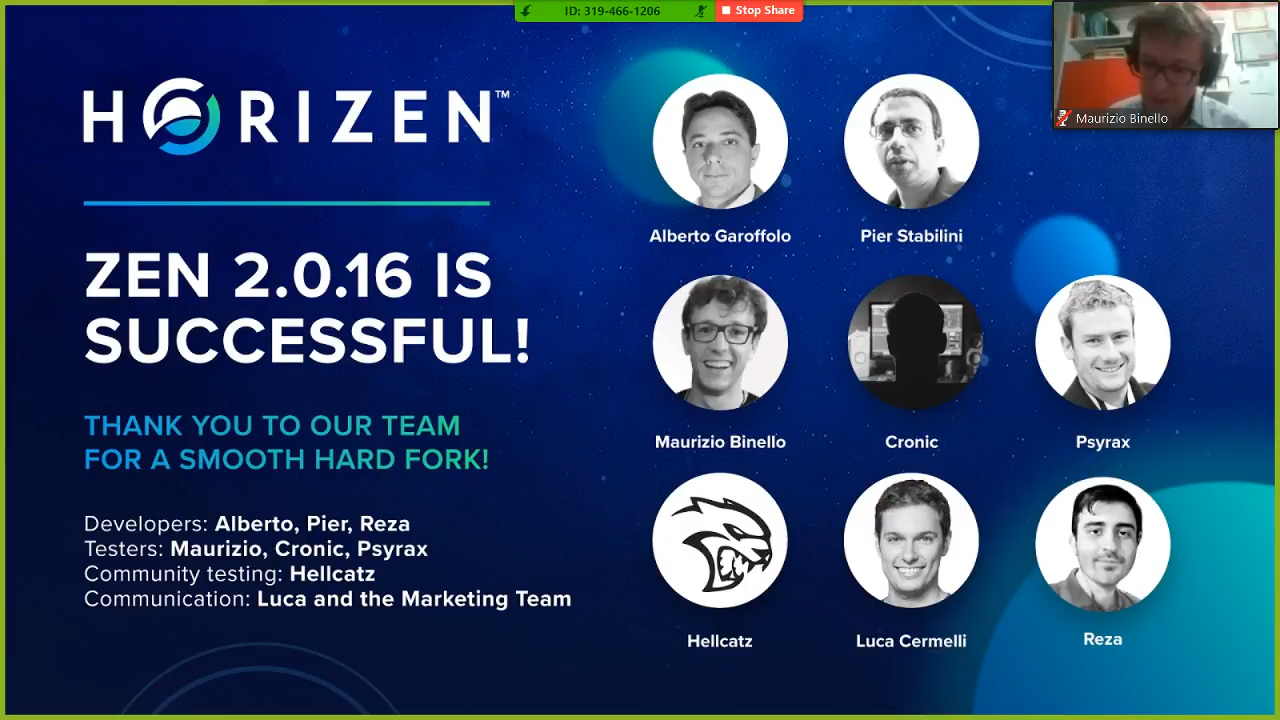 ID: 319-466-1206
Stop Share
Maurizio Binello
HORIZEN™
ZEN 2.0.16 IS
SUCCESSFUL!
THANK YOU TO OUR TEAM
FOR A SMOOTH HARD FORK!
Developers: Alberto, Pier, Reza
Testers: Maurizio, Cronic, Psyrax
Community testing: Hellcatz
Communication: Luca and the Marketing Team
Alberto Garoffolo
Pier Stabilini
Maurizio Binello
Cronic
Psyrax
Hellcatz
Luca Cermelli
Reza